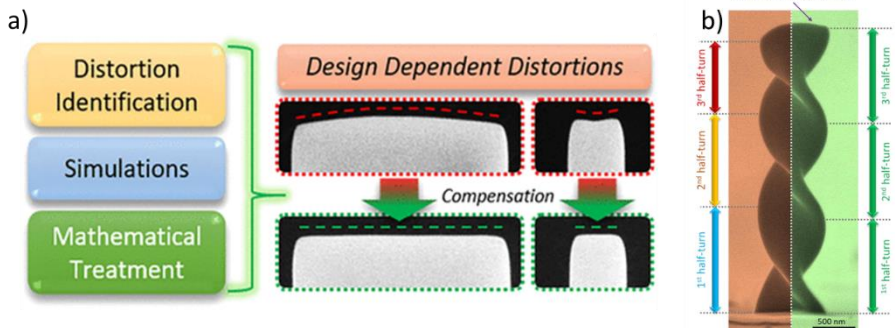 a)
Distortion
Identification
Simulations
Mathematical
Treatment
Design Dependent Distortions
Compensation
b)
3rd half-turn
2nd half-turn
1st half-turn
3rd half-turn
2nd half-turn
1st half-turn
500 nm